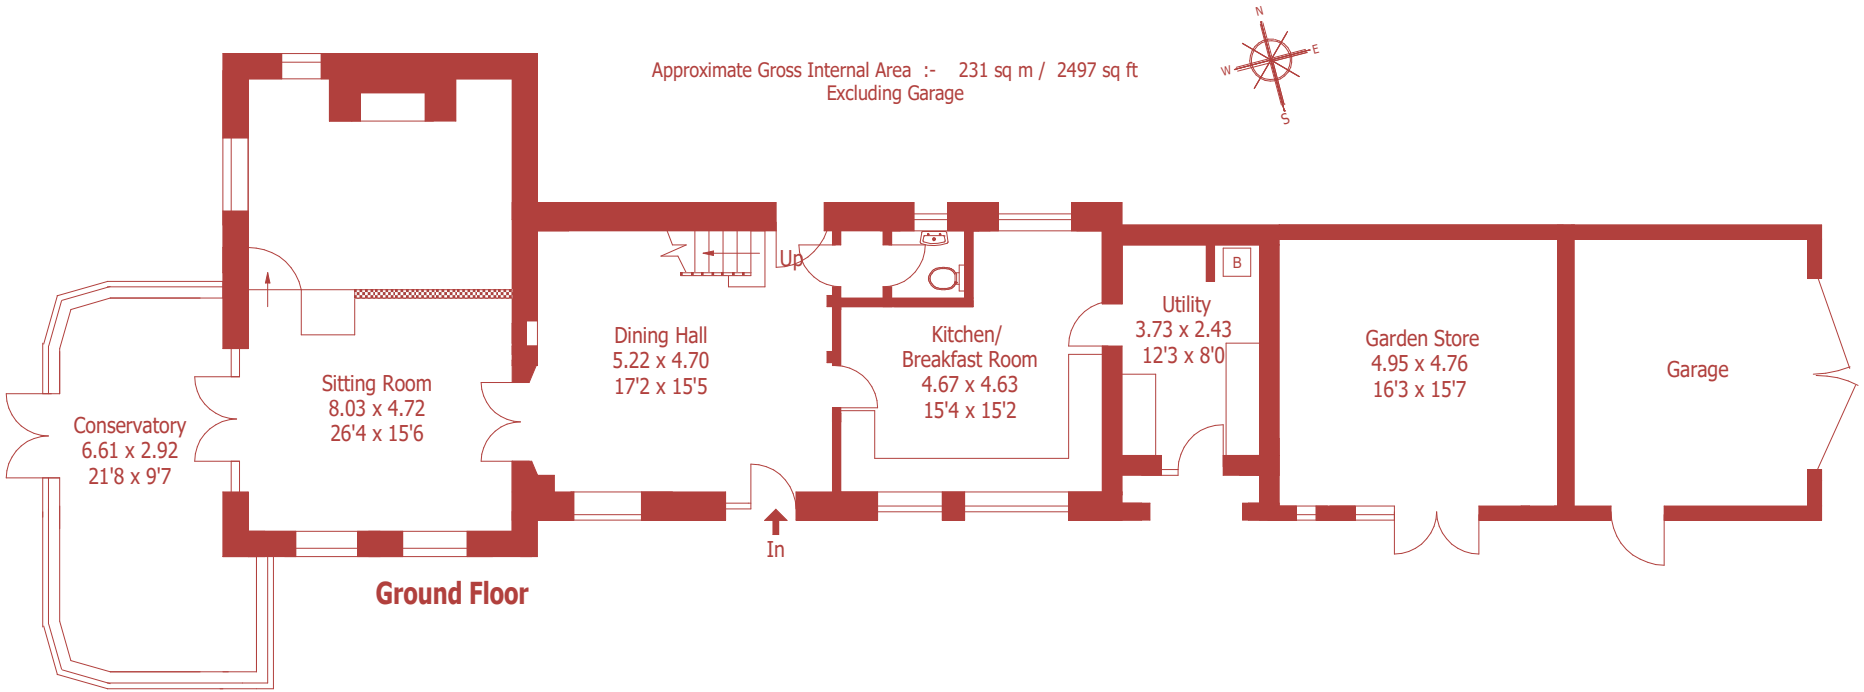 N
E
W
S
Approximate Gross Internal Area :- 231 sq m / 2497 sq ft
Excluding Garage
Up
B
Utility
3.73 x 2.43
12'3 x 8'0
Dining Hall
5.22 x 4.70
17'2 x 15'5
Kitchen/
Breakfast Room
4.67 x 4.63
15'4 x 15'2
Garden Store
4.95 x 4.76
16'3 x 15'7
Garage
Sitting Room
8.03 x 4.72
26'4 x 15'6
Conservatory
6.61 x 2.92
21'8 x 9'7
In
Ground Floor